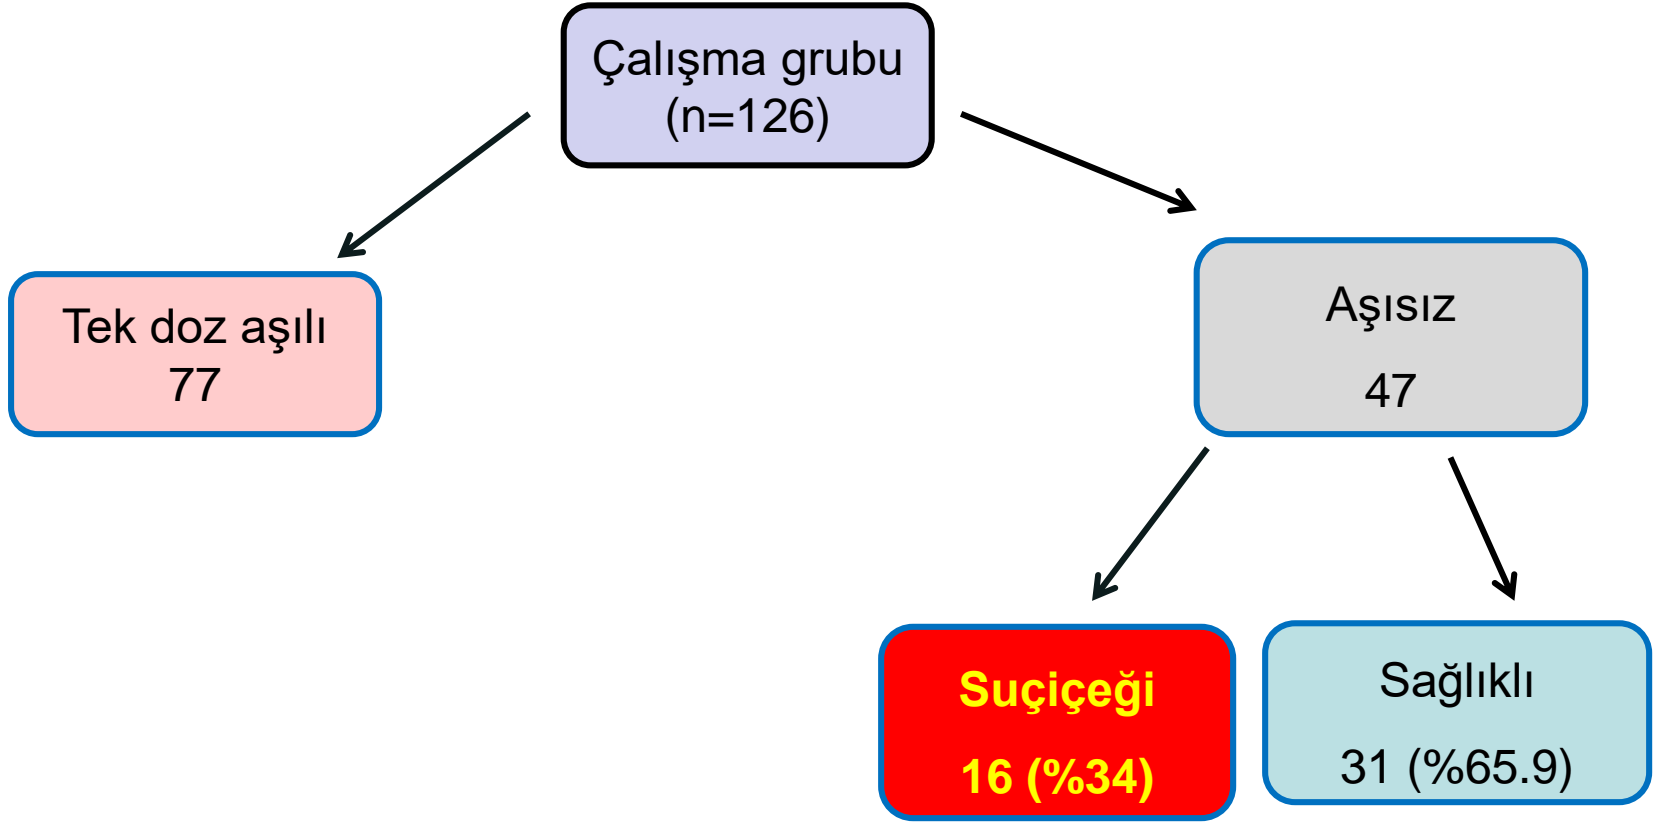 Çalışma grubu
(n=126)
Tek doz aşılı
77
Aşısız
47
Suçiçeği
16 (%34)
Sağlıklı
31 (%65.9)